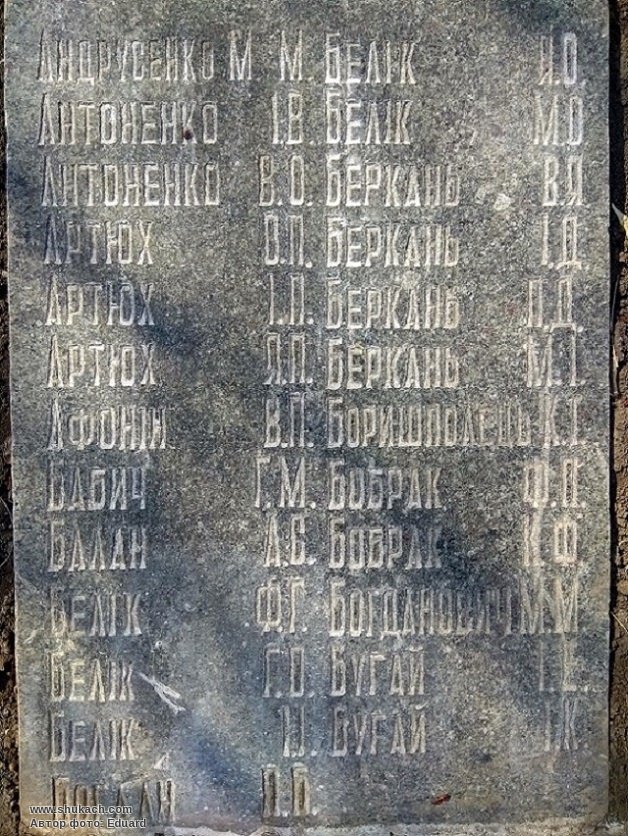 Андрусенко М М. Белік Я.О.
Антоненко І.В. Белік М.О
Антоненко В.О. Беркань В.Я
Артюх О.П. Беркань І.Д
Артюх І.П. Беркань П.Д.
Артюх Я.П. Беркань М.І.
Афонін В.П. Боришполець К.І.
Бабич Г.М. Бобрак Ф.П.
Балан А.Б. Бобрак К.Ф.
Белік Ф.Г. Богданович М.М
Белік Г.О. Бугай
Белік Бугай І.К.
П.П.
www.shukach.com
Автор фото: Eduard